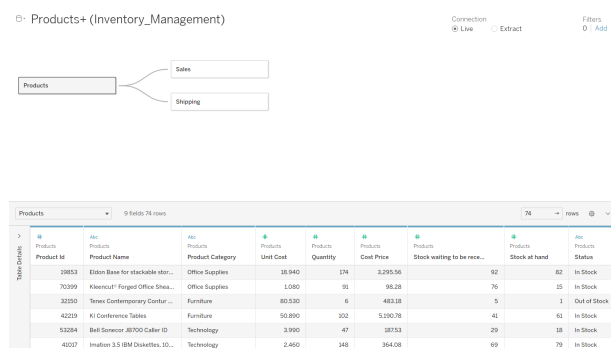 Products+ (Inventory_Management)
Connection
Live Extract
Filters
0 | Add
Sales
Products
Shipping
Products 9 fields 74 rows 74 → rows
Table Details
# Abc Abc # # # # # Abc
Products Products Products Products Products Products Products Products Products
Product Id Product Name Product Category Unit Cost Quantity Cost Price Stock waiting to be rece... Stock at hand Status
19853 Eldon Base for stackable stor... Office Supplies 18.940 174 3,295.56 92 82 In Stock
70399 Kleencut® Forged Office Shea... Office Supplies 1.080 91 98.28 76 15 In Stock
32150 Tenex Contemporary Contur ... Furniture 80.530 6 483.18 5 1 Out of Stock
42219 KI Conference Tables Furniture 50.890 102 5,190.78 41 61 In Stock
53284 Bell Sonecor JB700 Caller ID Technology 3.990 47 187.53 29 18 In Stock
41017 Imation 3.5 IBM Diskettes, 10... Technology 2.460 148 364.08 69 79 In Stock